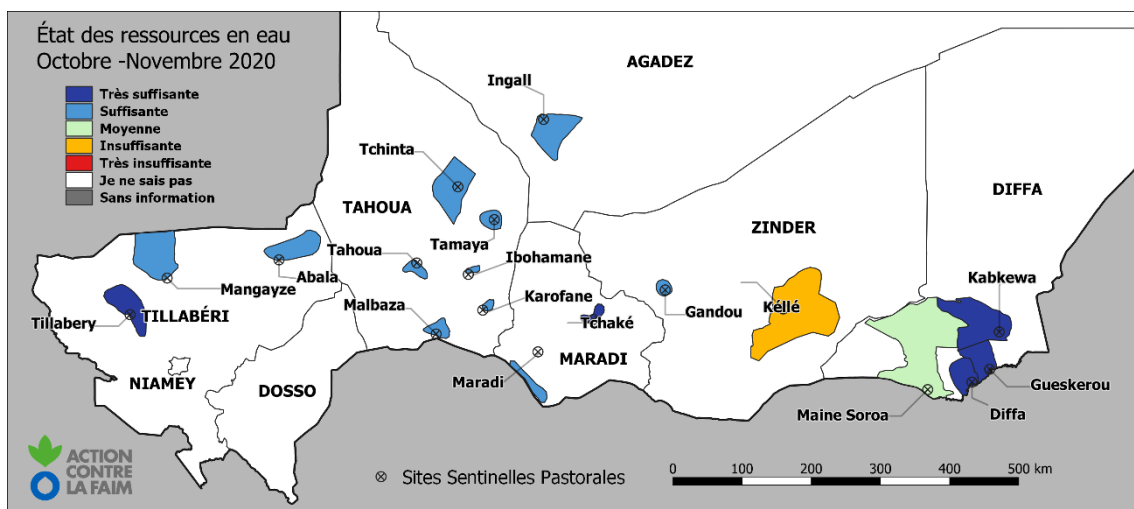 État des ressources en eau
Octobre -Novembre 2020
Très suffisante
Suffisante
Moyenne
Insuffisante
Très insuffisante
Je ne sais pas
Sans information
AGADEZ
Ingall
Tchinta
DIFFA
TAHOUA
ZINDER
Tamaya
Tahoua
Ibohamane
Kabkewa
Abala
Mangayze
Karofane
Gandou
Kéllé
Malbaza
Tillabery
TILLABÉRI
Tchaké
MARADI
Maradi
NIAMEY
DOSSO
Gueskerou
Maine Soroa
Diffa
ACTION
CONTRE
LA FAIM
Sites Sentinelles Pastorales
0 100 200 300 400 500 km